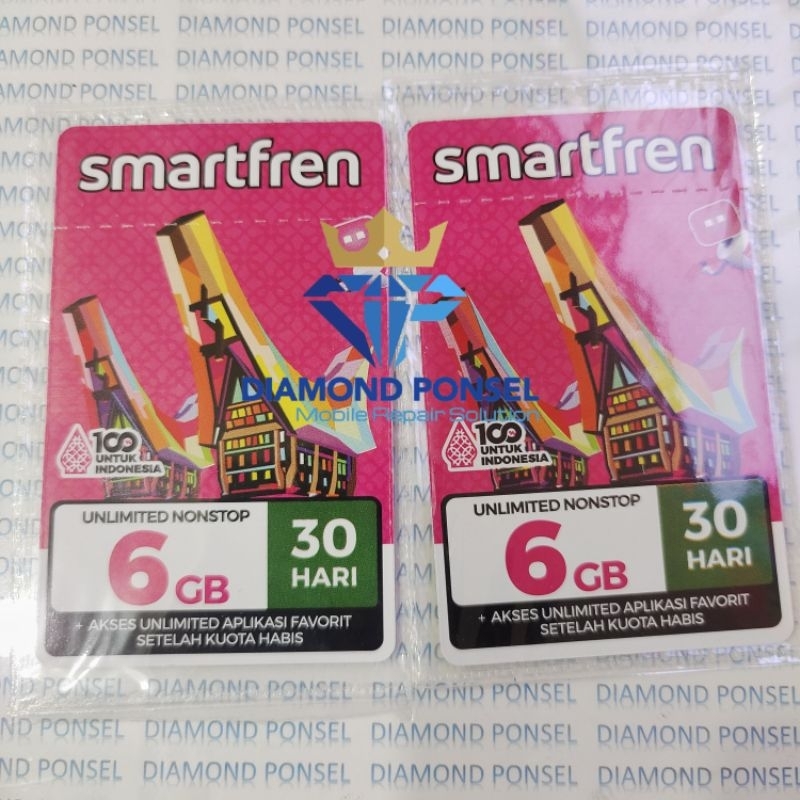 DIAMOND PONSEL DIAMOND PONSEL DIAMOND PONSEL
smartfren
100
UNTUK
INDONESIA
UNLIMITED NONSTOP
6 GB
30
HARI
+ AKSES UNLIMITED APLIKASI FAVORIT
SETELAH KUOTA HABIS
smartfren
100
UNTUK
INDONESIA
UNLIMITED NONSTOP
6 GB
30
HARI
+ AKSES UNLIMITED APLIKASI FAVORIT
SETELAH KUOTA HABIS
DIAMOND PONSEL
Mobile Repair Solution
DIAMOND PONSEL DIAMOND PONSEL DIAMOND PONSEL
DIAMOND PONSEL DIAMOND PONSEL DIAMOND PONSEL